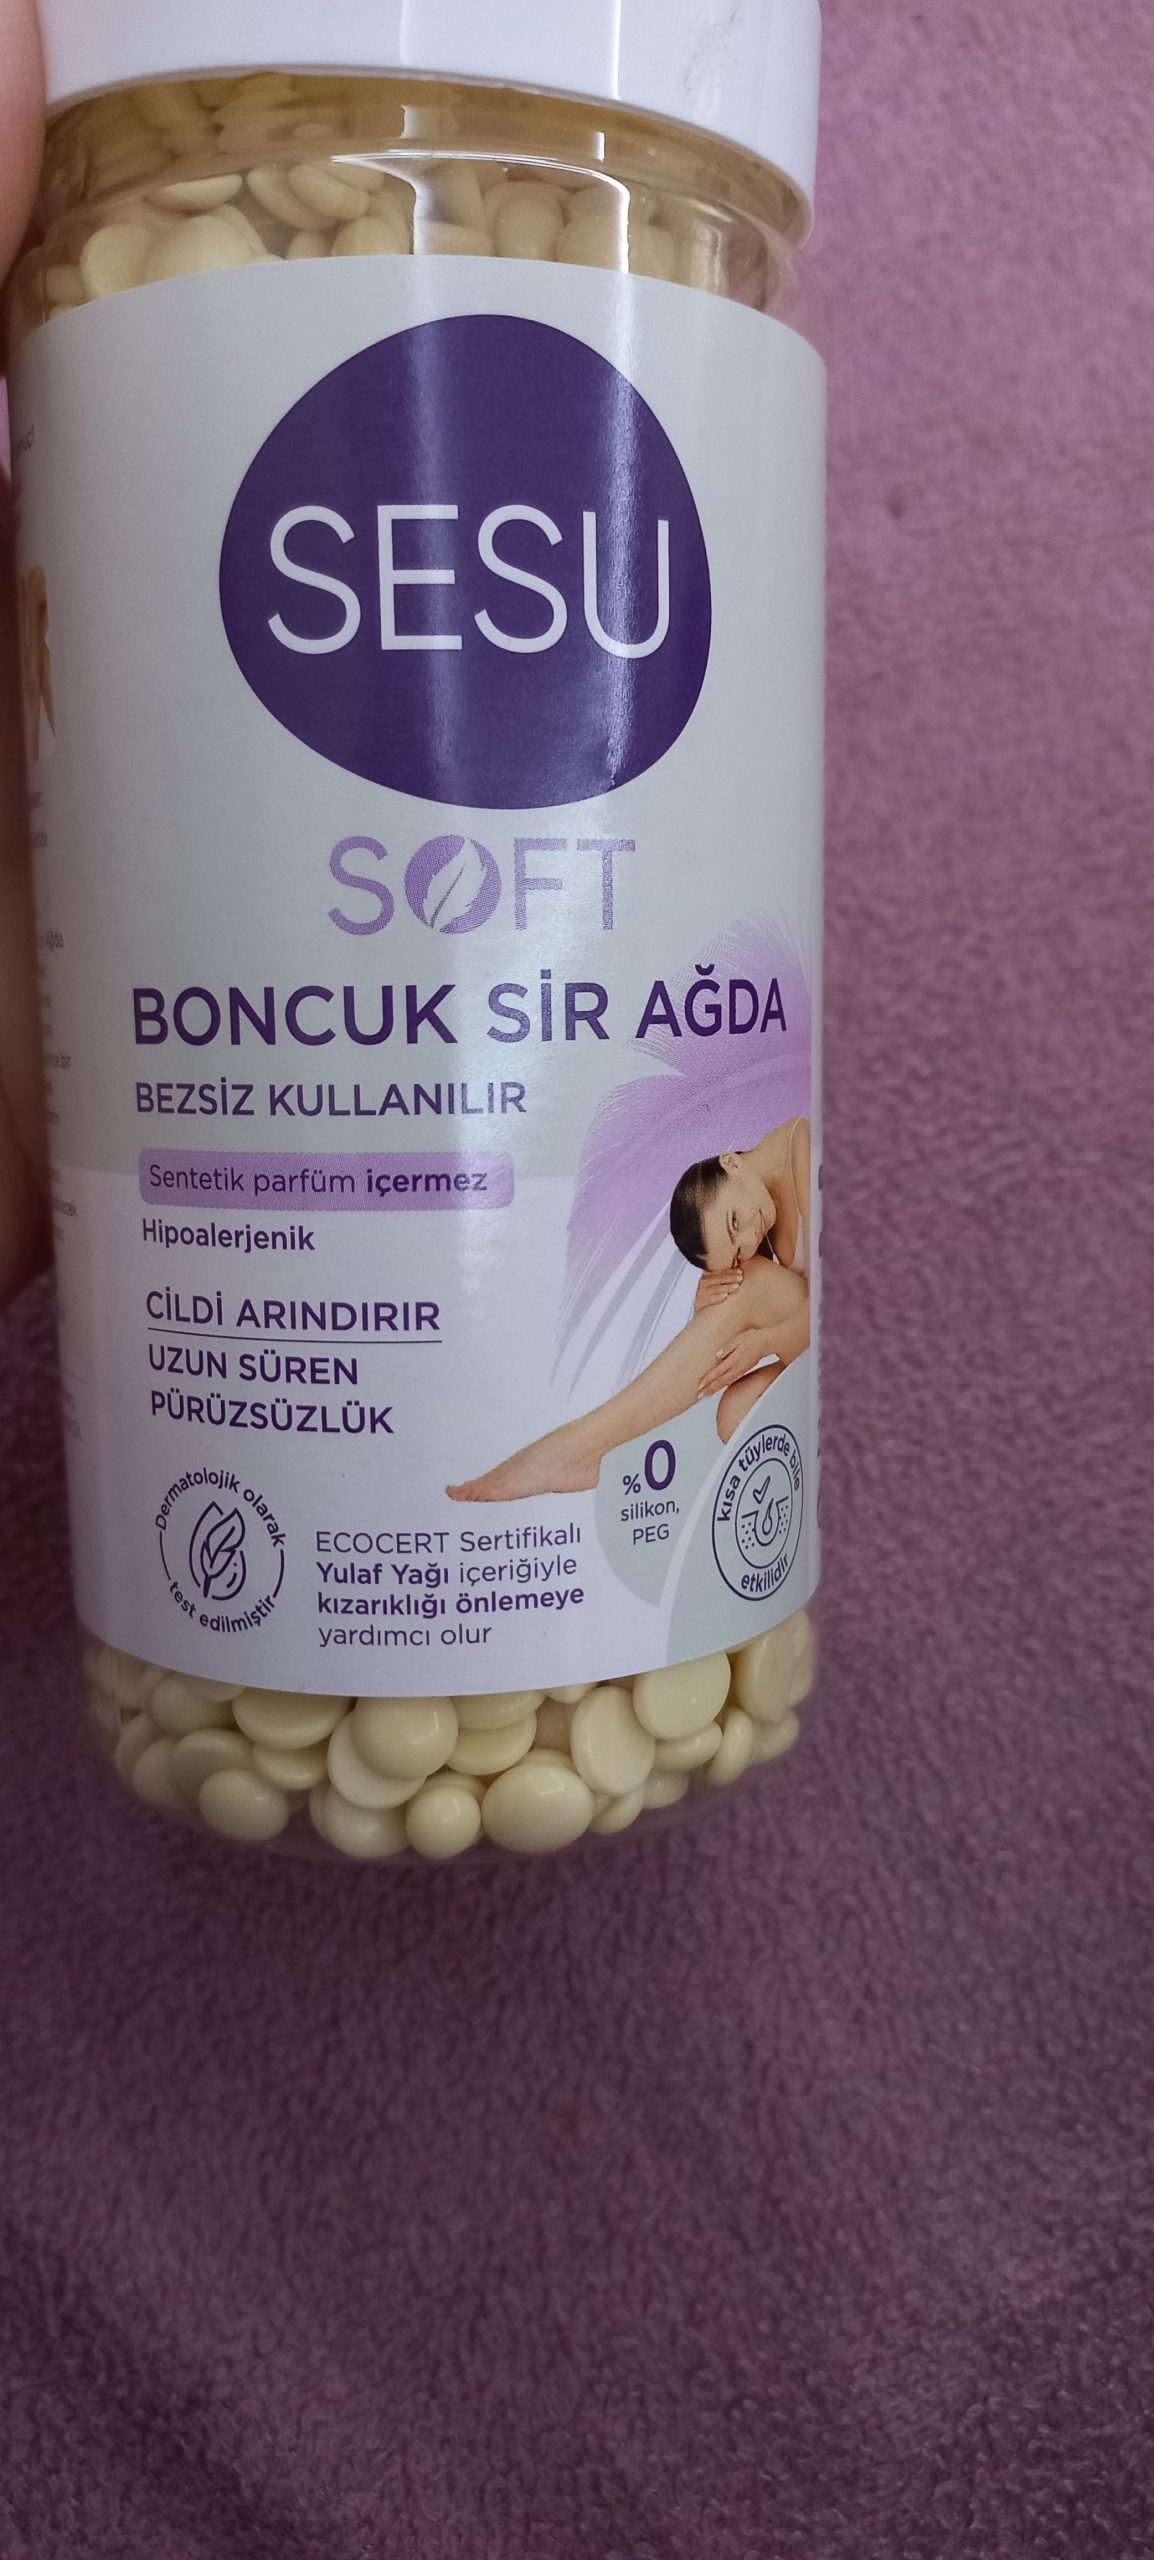 SESU
SOFT
BONCUK SİR AĞDA
BEZSİZ KULLANILIR
Sentetik parfüm içermez
Hipoalerjenik
CİLDİ ARINDIRIR
UZUN SÜREN
PÜRÜZSÜZLÜK
Dermatolojik olarak
test edilmiştir
ECOCERT Sertifikalı
Yulaf Yağı içeriğiyle
kızarıklığı önlemeye
yardımcı olur
%0
silikon,
PEG
kısa tüylerde bile
etkilidir
Ağda